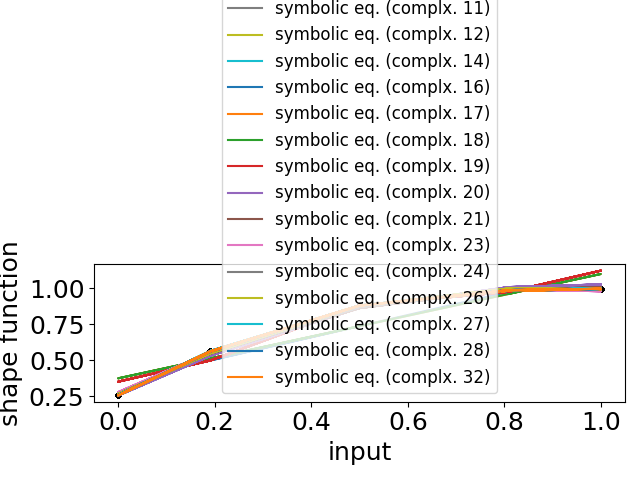 symbolic eq. (complx. 11)
symbolic eq. (complx. 12)
symbolic eq. (complx. 14)
symbolic eq. (complx. 16)
symbolic eq. (complx. 17)
symbolic eq. (complx. 18)
symbolic eq. (complx. 19)
symbolic eq. (complx. 20)
symbolic eq. (complx. 21)
symbolic eq. (complx. 23)
symbolic eq. (complx. 24)
symbolic eq. (complx. 26)
symbolic eq. (complx. 27)
symbolic eq. (complx. 28)
symbolic eq. (complx. 32)
shape function
1.00
0.75
0.50
0.25
0.0 0.2 0.4 0.6 0.8 1.0
input